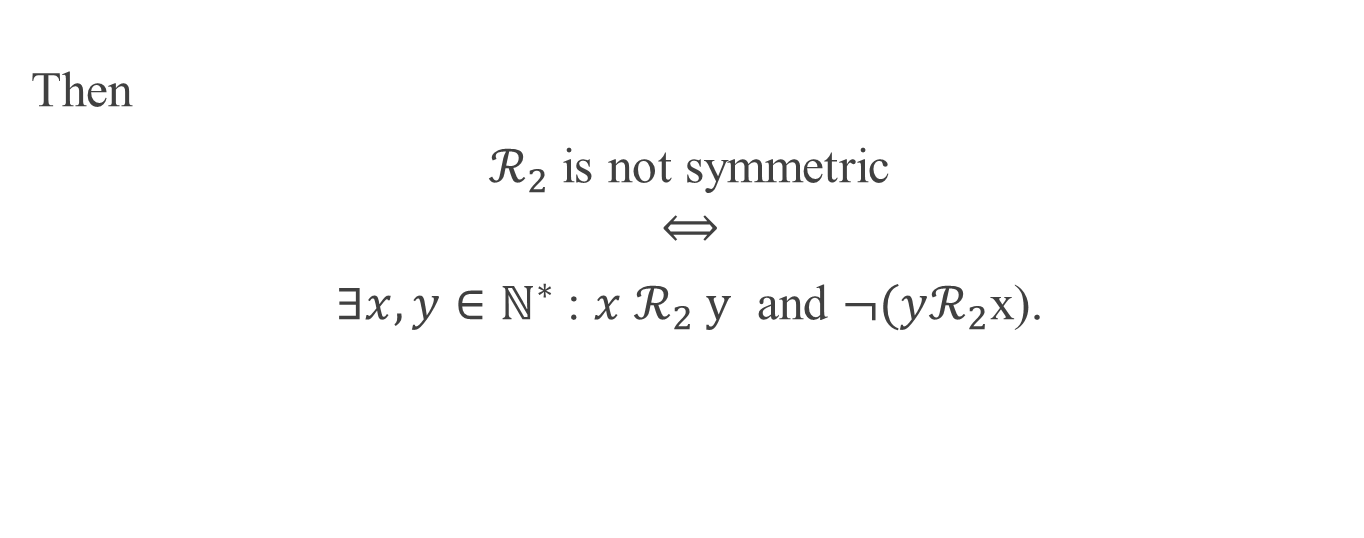 Then
ℛ₂ is not symmetric
⟺
∃x, y ∈ ℕ* : x ℛ₂ y and ¬(yℛ₂x).